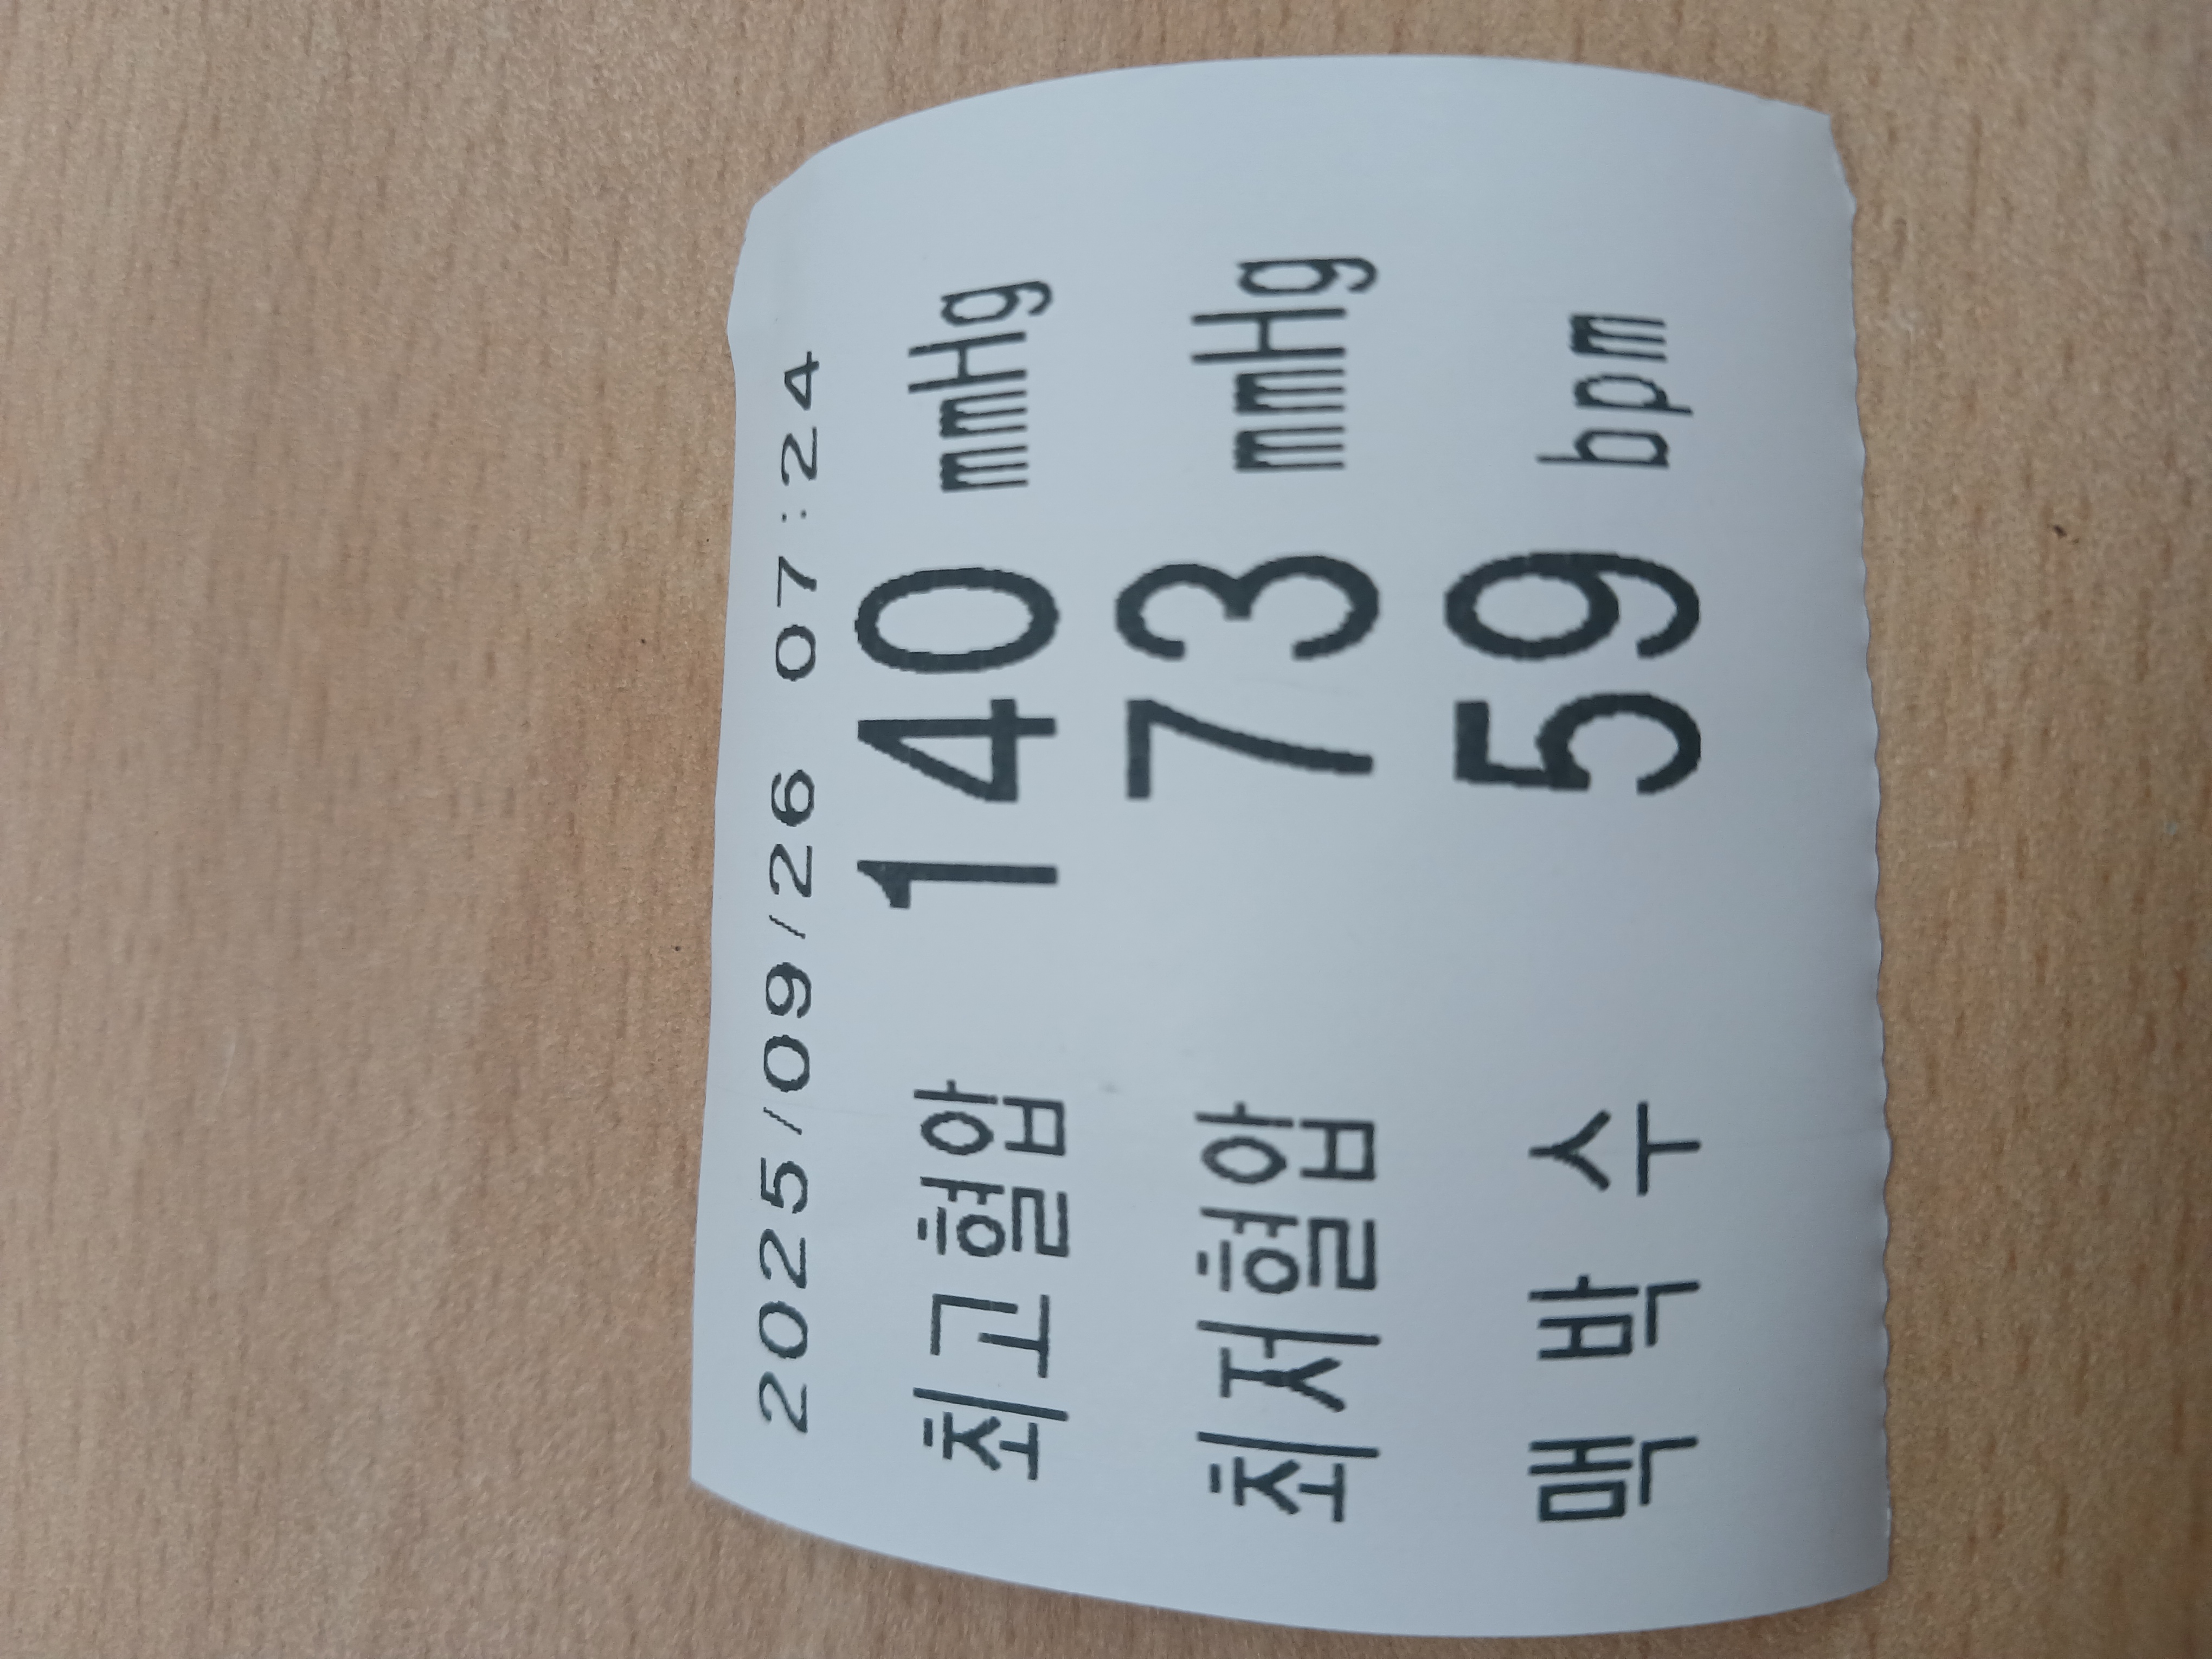 2025/09/26 07:24
최고혈압 140 mmHg
최저혈압 73 mmHg
맥박수 59 bpm